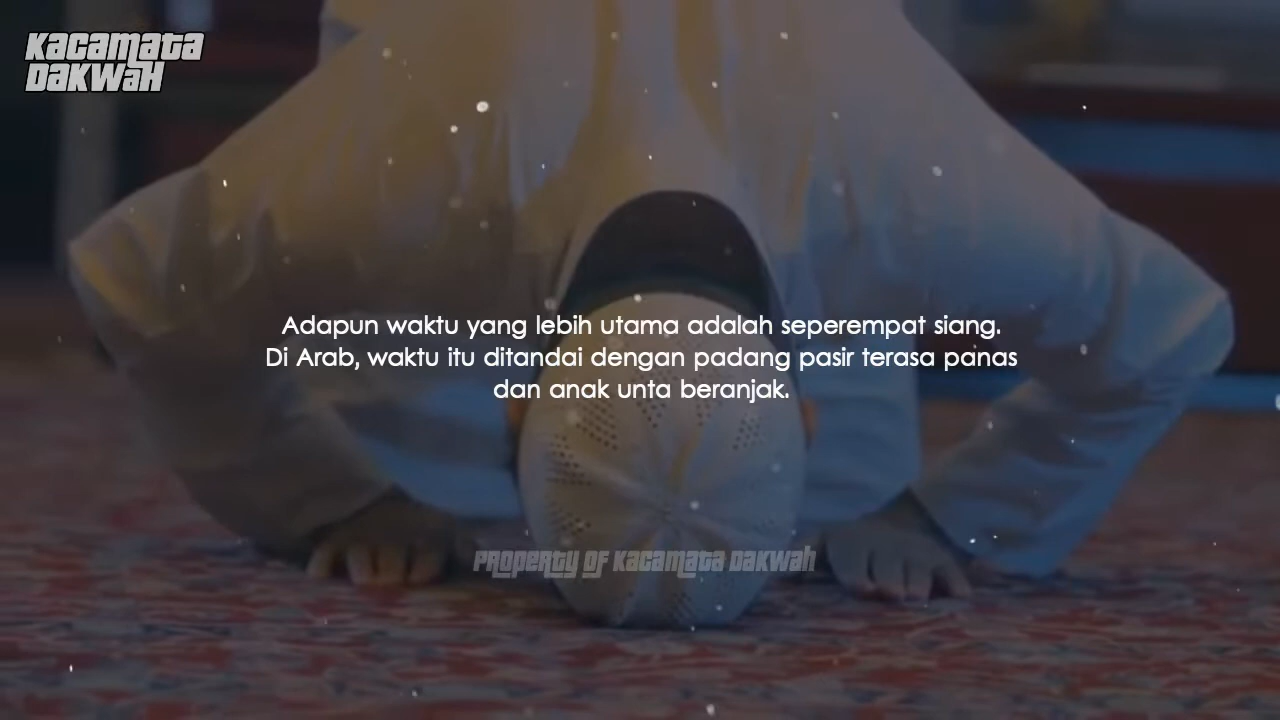 Kacamata
Dakwah
Adapun waktu yang lebih utama adalah seperempat siang.
Di Arab, waktu itu ditandai dengan padang pasir terasa panas
dan anak unta beranjak.
Property of Kacamata Dakwah